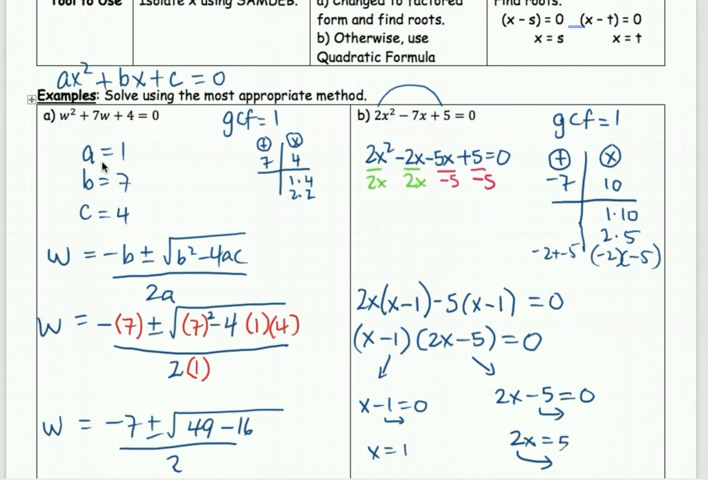 Tool to Use
Isolate x using SAMDEB.
a) Changed to factored
form and find roots.
b) Otherwise, use
Quadratic Formula
Find roots:
(x - s) = 0 (x - t) = 0
x = s x = t
ax² + bx + c = 0
Examples: Solve using the most appropriate method.
a) w² + 7w + 4 = 0
gcf = 1
+ x
7 4
1·4
2·2
a = 1
b = 7
c = 4
w = -b ± √b² - 4ac
2a
w = -(7) ± √(7)² - 4 (1)(4)
2(1)
w = -7 ± √49 - 16
2
b) 2x² − 7x + 5 = 0
gcf = 1
2x² - 2x - 5x + 5 = 0
2x 2x -5 -5
+ x
-7 10
1·10
2·5
-2+-5 (-2)(-5)
2x(x-1) - 5(x-1) = 0
(x-1)(2x-5) = 0
x-1 = 0
x = 1
2x - 5 = 0
2x = 5